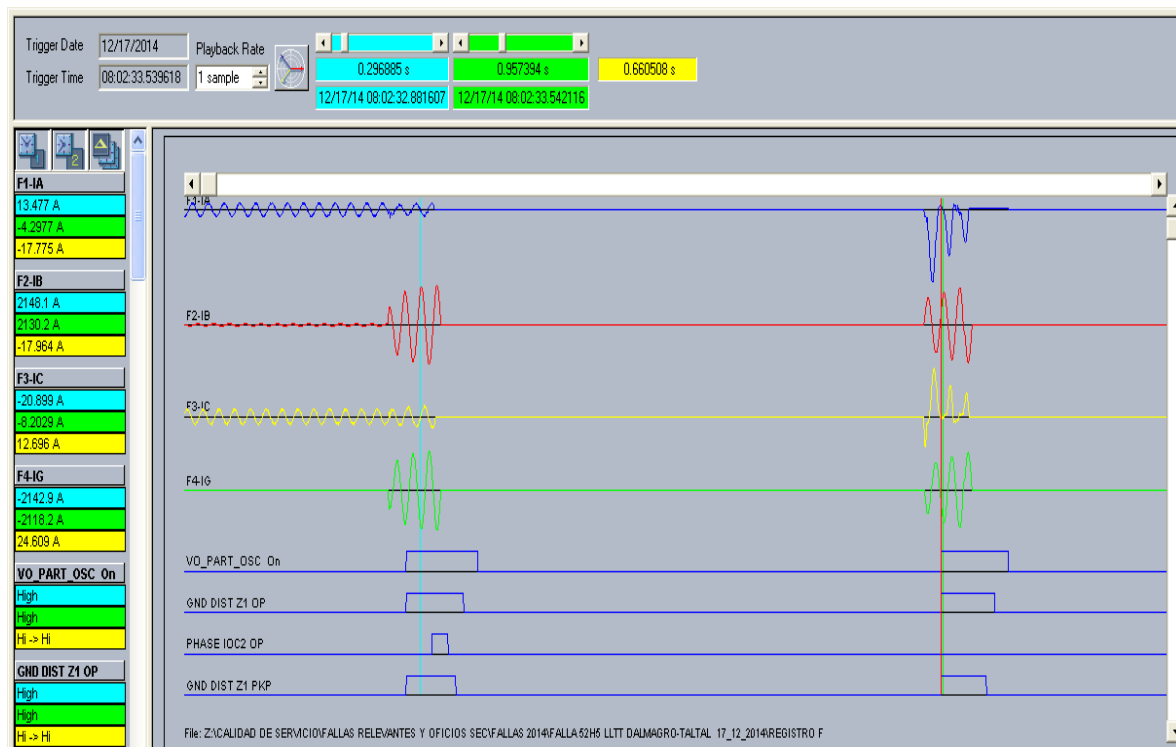 Trigger Date 12/17/2014 Playback Rate
Trigger Time 08:02:33.539618 1 sample
0.296885 s 0.957394 s 0.660508 s
12/17/14 08:02:32.881607 12/17/14 08:02:33.542116
2
F1-IA
13.477 A
-4.2977 A
-17.775 A
F2-IB
2148.1 A
2130.2 A
-17.964 A
F3-IC
-20.899 A
-8.2029 A
12.696 A
F4-IG
-2142.9 A
-2118.2 A
24.609 A
VO_PART_OSC On
High
High
Hi -> Hi
GND DIST Z1 OP
High
High
Hi -> Hi
F1-IA
F2-IB
F3-IC
F4-IG
VO_PART_OSC On
GND DIST Z1 OP
PHASE IOC2 OP
GND DIST Z1 PKP
File: Z:\CALIDAD DE SERVICIO\FALLAS RELEVANTES Y OFICIOS SEC\FALLAS 2014\FALLA 52H5 LLTT DALMAGRO-TALTAL 17_12_2014\REGISTRO F